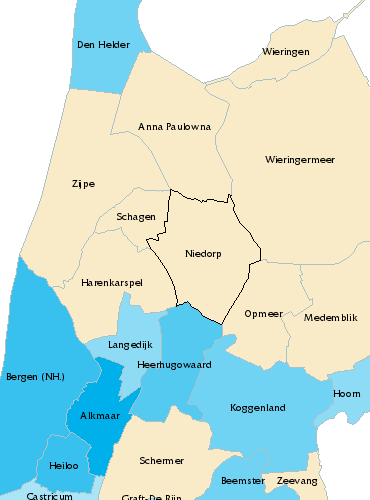 Den Helder
Wieringen
Anna Paulowna
Wieringermeer
Zijpe
Schagen
Niedorp
Harenkarspel
Opmeer
Medemblik
Langedijk
Heerhugowaard
Bergen (NH.)
Hoorn
Koggenland
Alkmaar
Schermer
Heiloo
Beemster
Zeevang
Castricum
Graft-De Rijn